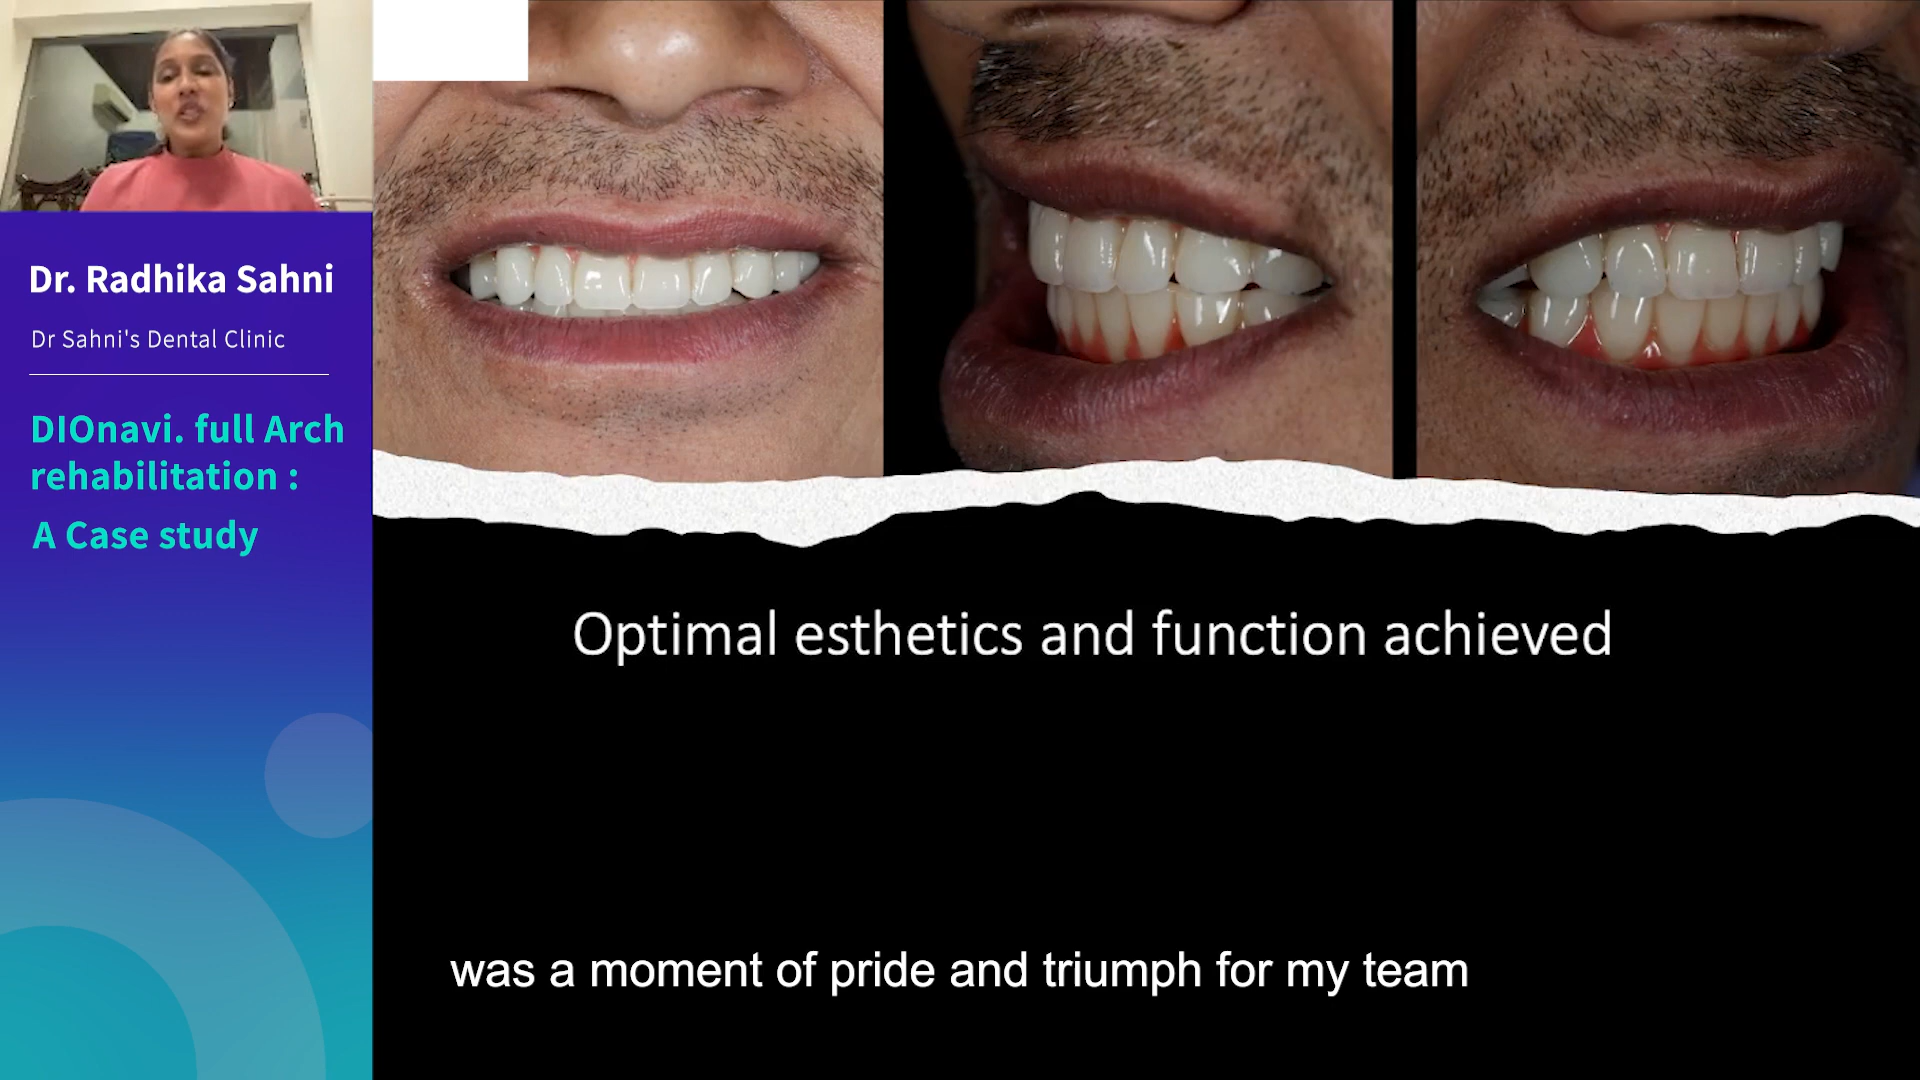 Dr. Radhika Sahni
Dr Sahni's Dental Clinic
DIOnavi. full Arch
rehabilitation :
A Case study
Optimal esthetics and function achieved
was a moment of pride and triumph for my team